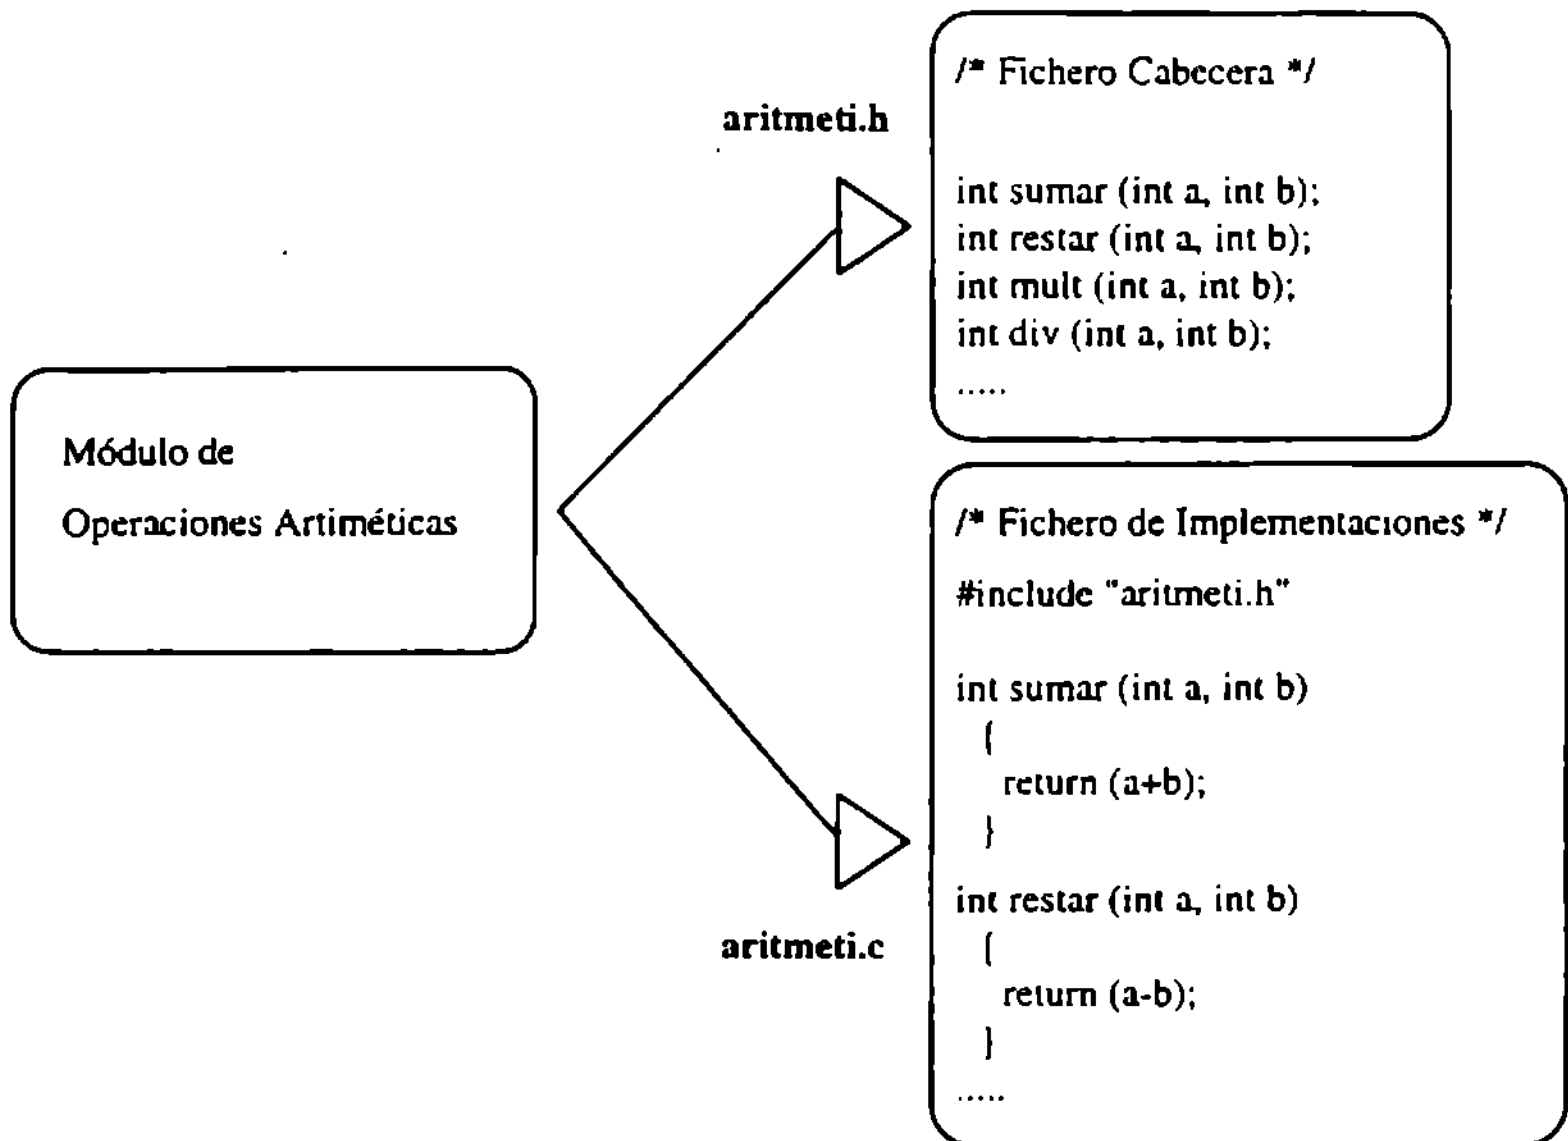 aritmeti.h
/* Fichero Cabecera */
int sumar (int a, int b);
int restar (int a, int b);
int mult (int a, int b);
int div (int a, int b);
.....
Módulo de
Operaciones Artiméticas
aritmeti.c
/* Fichero de Implementaciones */
#include "aritmeti.h"
int sumar (int a, int b)
{
return (a+b);
}
int restar (int a, int b)
{
return (a-b);
}
.....